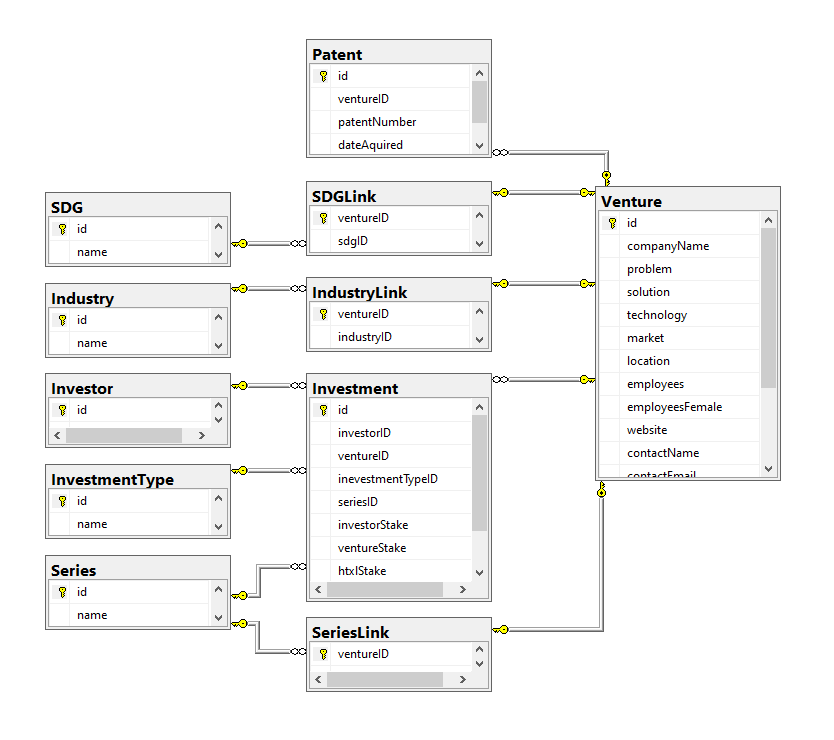 Patent
id
ventureID
patentNumber
dateAquired
SDG
id
name
SDGLink
ventureID
sdgID
Industry
id
name
IndustryLink
ventureID
industryID
Investor
id
InvestmentType
id
name
Series
id
name
Investment
id
investorID
ventureID
inevestmentTypeID
seriesID
investorStake
ventureStake
htxlStake
SeriesLink
ventureID
Venture
id
companyName
problem
solution
technology
market
location
employees
employeesFemale
website
contactName
contactEmail